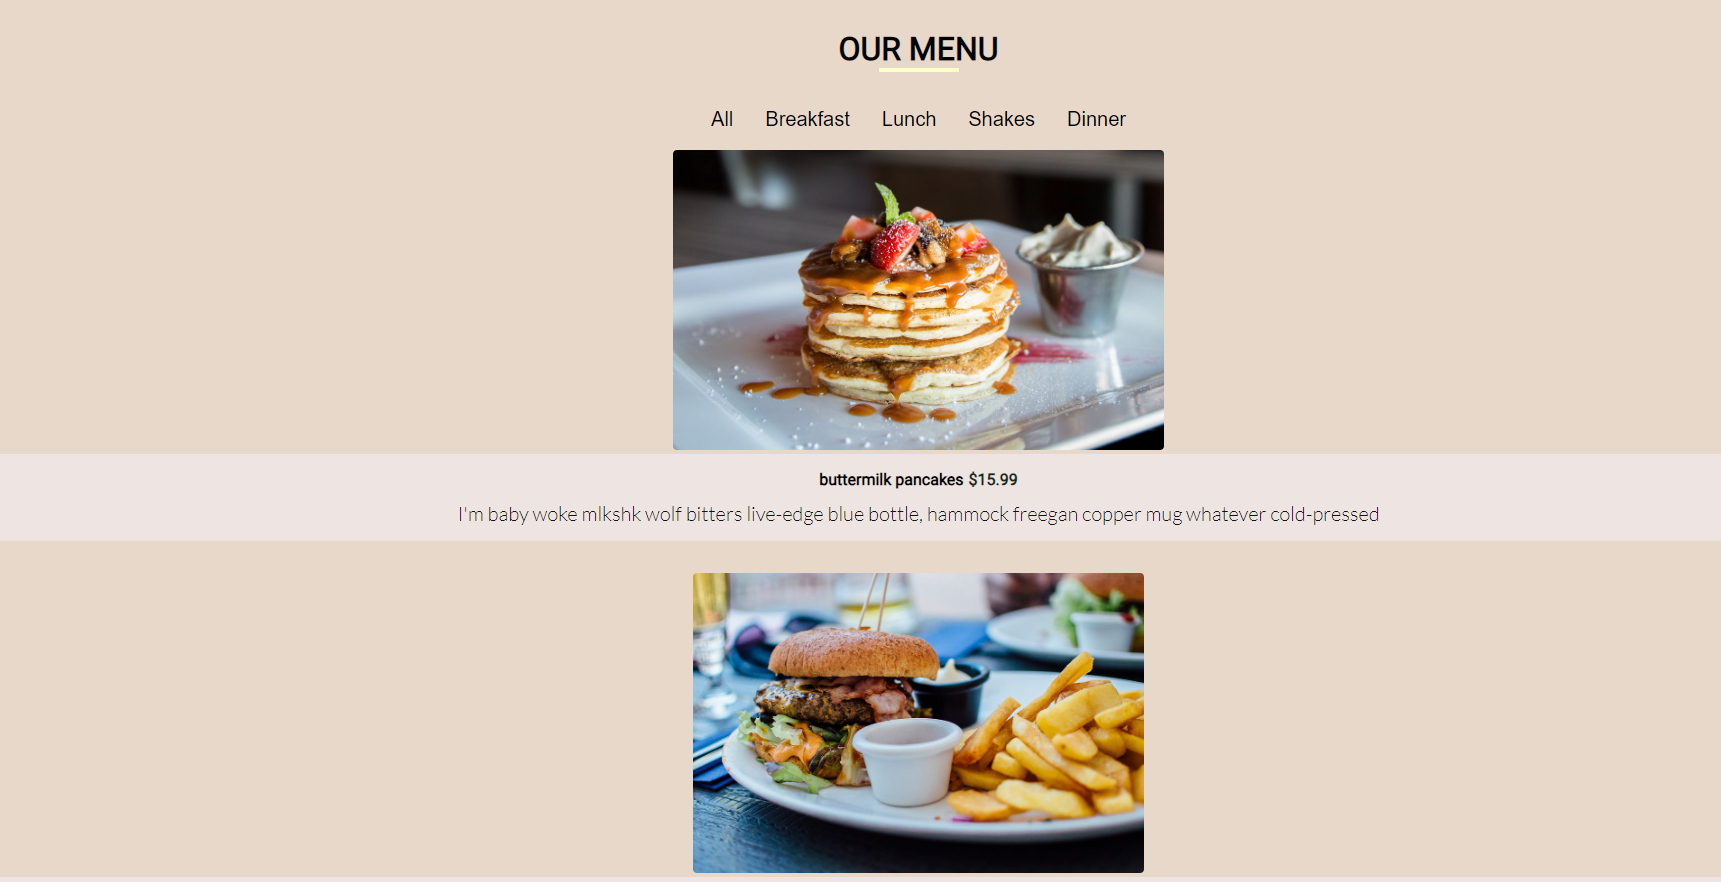 OUR MENU
All Breakfast Lunch Shakes Dinner
buttermilk pancakes $15.99
I'm baby woke mlkshk wolf bitters live-edge blue bottle, hammock freegan copper mug whatever cold-pressed